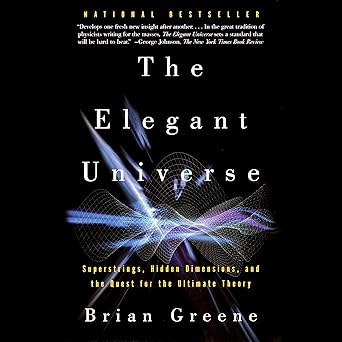 NATIONAL BESTSELLER
"Develops one fresh new insight after another. . . . In the great tradition of
physicists writing for the masses, The Elegant Universe sets a standard that
will be hard to beat." –George Johnson, The New York Times Book Review
The
Elegant
Universe
Superstrings, Hidden Dimensions, and
the Quest for the Ultimate Theory
Brian Greene